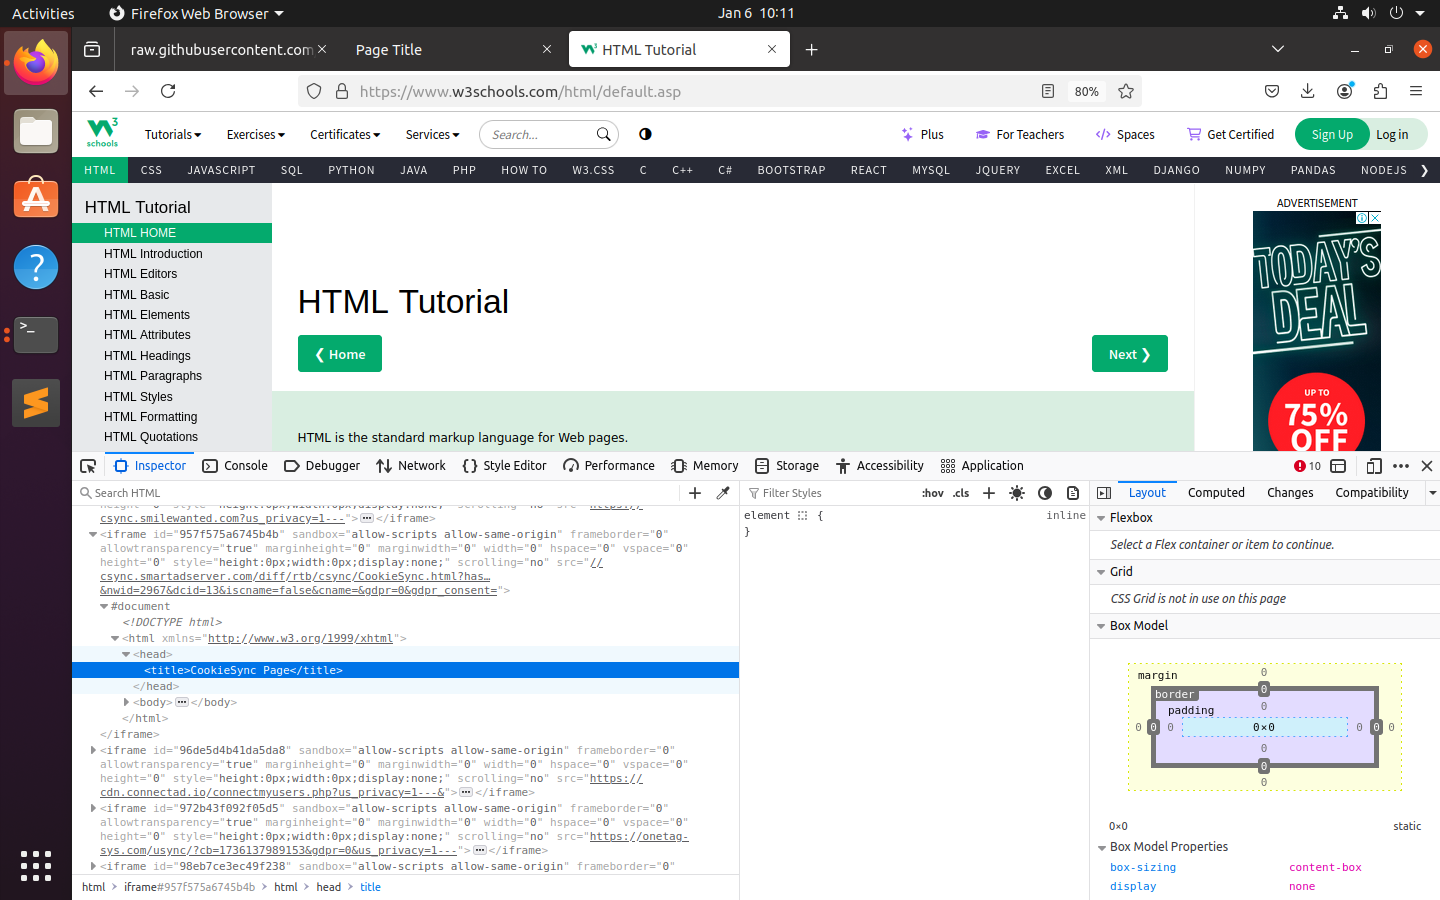 Activities
Firefox Web Browser
Jan 6 10:11
raw.githubusercontent.com
Page Title
HTML Tutorial
https://www.w3schools.com/html/default.asp
80%
W3
schools
Tutorials
Exercises
Certificates
Services
Search...
Plus
For Teachers
Spaces
Get Certified
Sign Up
Log in
HTML CSS JAVASCRIPT SQL PYTHON JAVA PHP HOW TO W3.CSS C C++ C# BOOTSTRAP REACT MYSQL JQUERY EXCEL XML DJANGO NUMPY PANDAS NODEJS
HTML Tutorial
HTML HOME
HTML Introduction
HTML Editors
HTML Basic
HTML Elements
HTML Attributes
HTML Headings
HTML Paragraphs
HTML Styles
HTML Formatting
HTML Quotations
HTML Tutorial
❮ Home
Next ❯
HTML is the standard markup language for Web pages.
ADVERTISEMENT
TODAY'S
DEAL
UP TO
75%
OFF
Inspector
Console
Debugger
Network
Style Editor
Performance
Memory
Storage
Accessibility
Application
10
Search HTML
height="0" style="height:0px;width:0px;display:none;" scrolling="no" src="https://
csync.smilewanted.com?us_privacy=1---"></iframe>
<iframe id="957f575a6745b4b" sandbox="allow-scripts allow-same-origin" frameborder="0"
allowtransparency="true" marginheight="0" marginwidth="0" width="0" hspace="0" vspace="0"
height="0" style="height:0px;width:0px;display:none;" scrolling="no" src="//
csync.smartadserver.com/diff/rtb/csync/CookieSync.html?has…
&nwid=2967&dcid=13&iscname=false&cname=&gdpr=0&gdpr_consent=">
#document
<!DOCTYPE html>
<html xmlns="http://www.w3.org/1999/xhtml">
<head>
<title>CookieSync Page</title>
</head>
<body></body>
</html>
</iframe>
<iframe id="96de5d4b41da5da8" sandbox="allow-scripts allow-same-origin" frameborder="0"
allowtransparency="true" marginheight="0" marginwidth="0" width="0" hspace="0" vspace="0"
height="0" style="height:0px;width:0px;display:none;" scrolling="no" src="https://
cdn.connectad.io/connectmyusers.php?us_privacy=1---&"></iframe>
<iframe id="972b43f092f05d5" sandbox="allow-scripts allow-same-origin" frameborder="0"
allowtransparency="true" marginheight="0" marginwidth="0" width="0" hspace="0" vspace="0"
height="0" style="height:0px;width:0px;display:none;" scrolling="no" src="https://onetag-
sys.com/usync/?cb=1736137989153&gdpr=0&us_privacy=1---"></iframe>
<iframe id="98eb7ce3ec49f238" sandbox="allow-scripts allow-same-origin" frameborder="0"
html
iframe#957f575a6745b4b
html
head
title
Filter Styles
:hov
.cls
element {
inline
}
Layout
Computed
Changes
Compatibility
Flexbox
Select a Flex container or item to continue.
Grid
CSS Grid is not in use on this page
Box Model
margin
0
border
0
padding
0
0 0 0
0×0
0 0 0
0
0
0
0×0
static
Box Model Properties
box-sizing
content-box
display
none